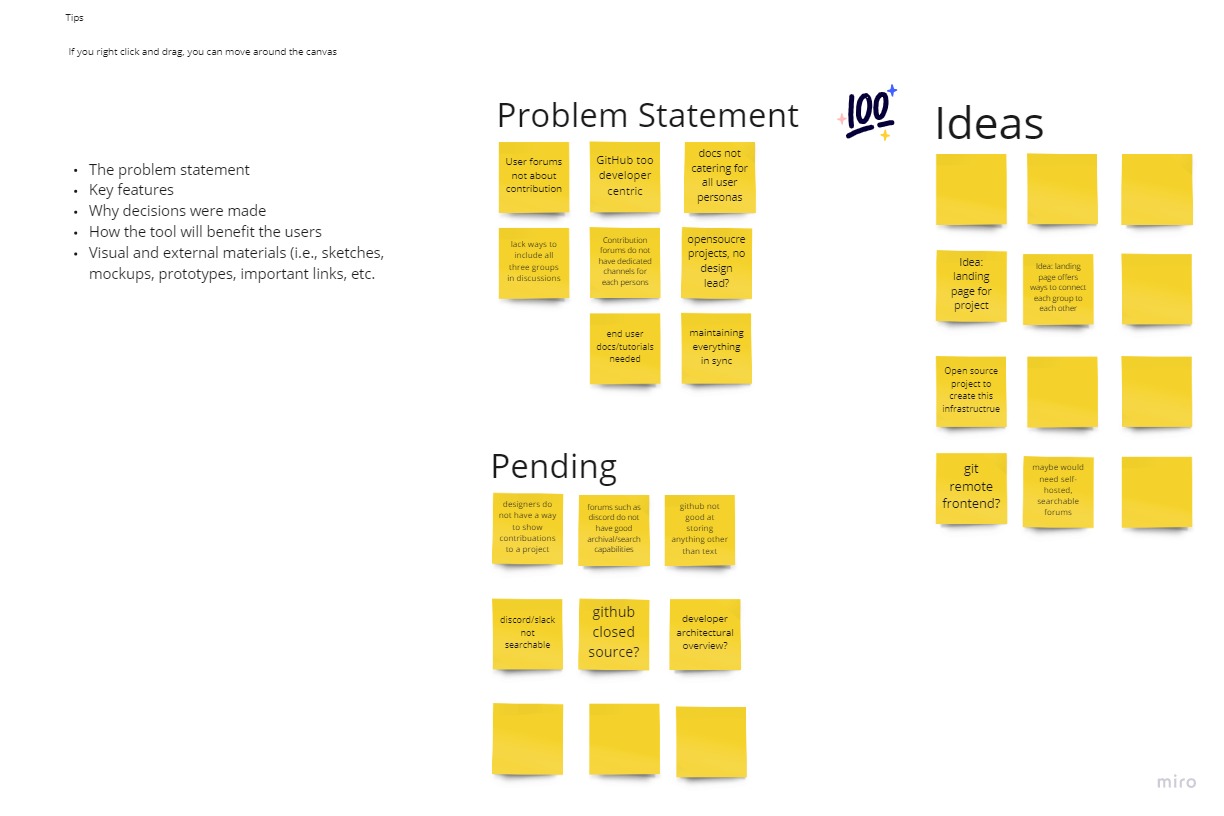 Tips
If you right click and drag, you can move around the canvas
• The problem statement
• Key features
• Why decisions were made
• How the tool will benefit the users
• Visual and external materials (i.e., sketches,
mockups, prototypes, important links, etc.
Problem Statement
100
User forums
not about
contribution
GitHub too
developer
centric
docs not
catering for
all user
personas
lack ways to
include all
three groups
in discussions
Contribution
forums do not
have dedicated
channels for
each persons
opensoucre
projects, no
design
lead?
end user
docs/tutorials
needed
maintaining
everything
in sync
Pending
designers do
not have a way
to show
contribuations
to a project
forums such as
discord do not
have good
archival/search
capabilities
github not
good at
storing
anything other
than text
discord/slack
not
searchable
github
closed
source?
developer
architectural
overview?
Ideas
Idea:
landing
page for
project
Idea: landing
page offers
ways to connect
each group to
each other
Open source
project to
create this
infrastructrue
git
remote
frontend?
maybe would
need self-
hosted,
searchable
forums
miro